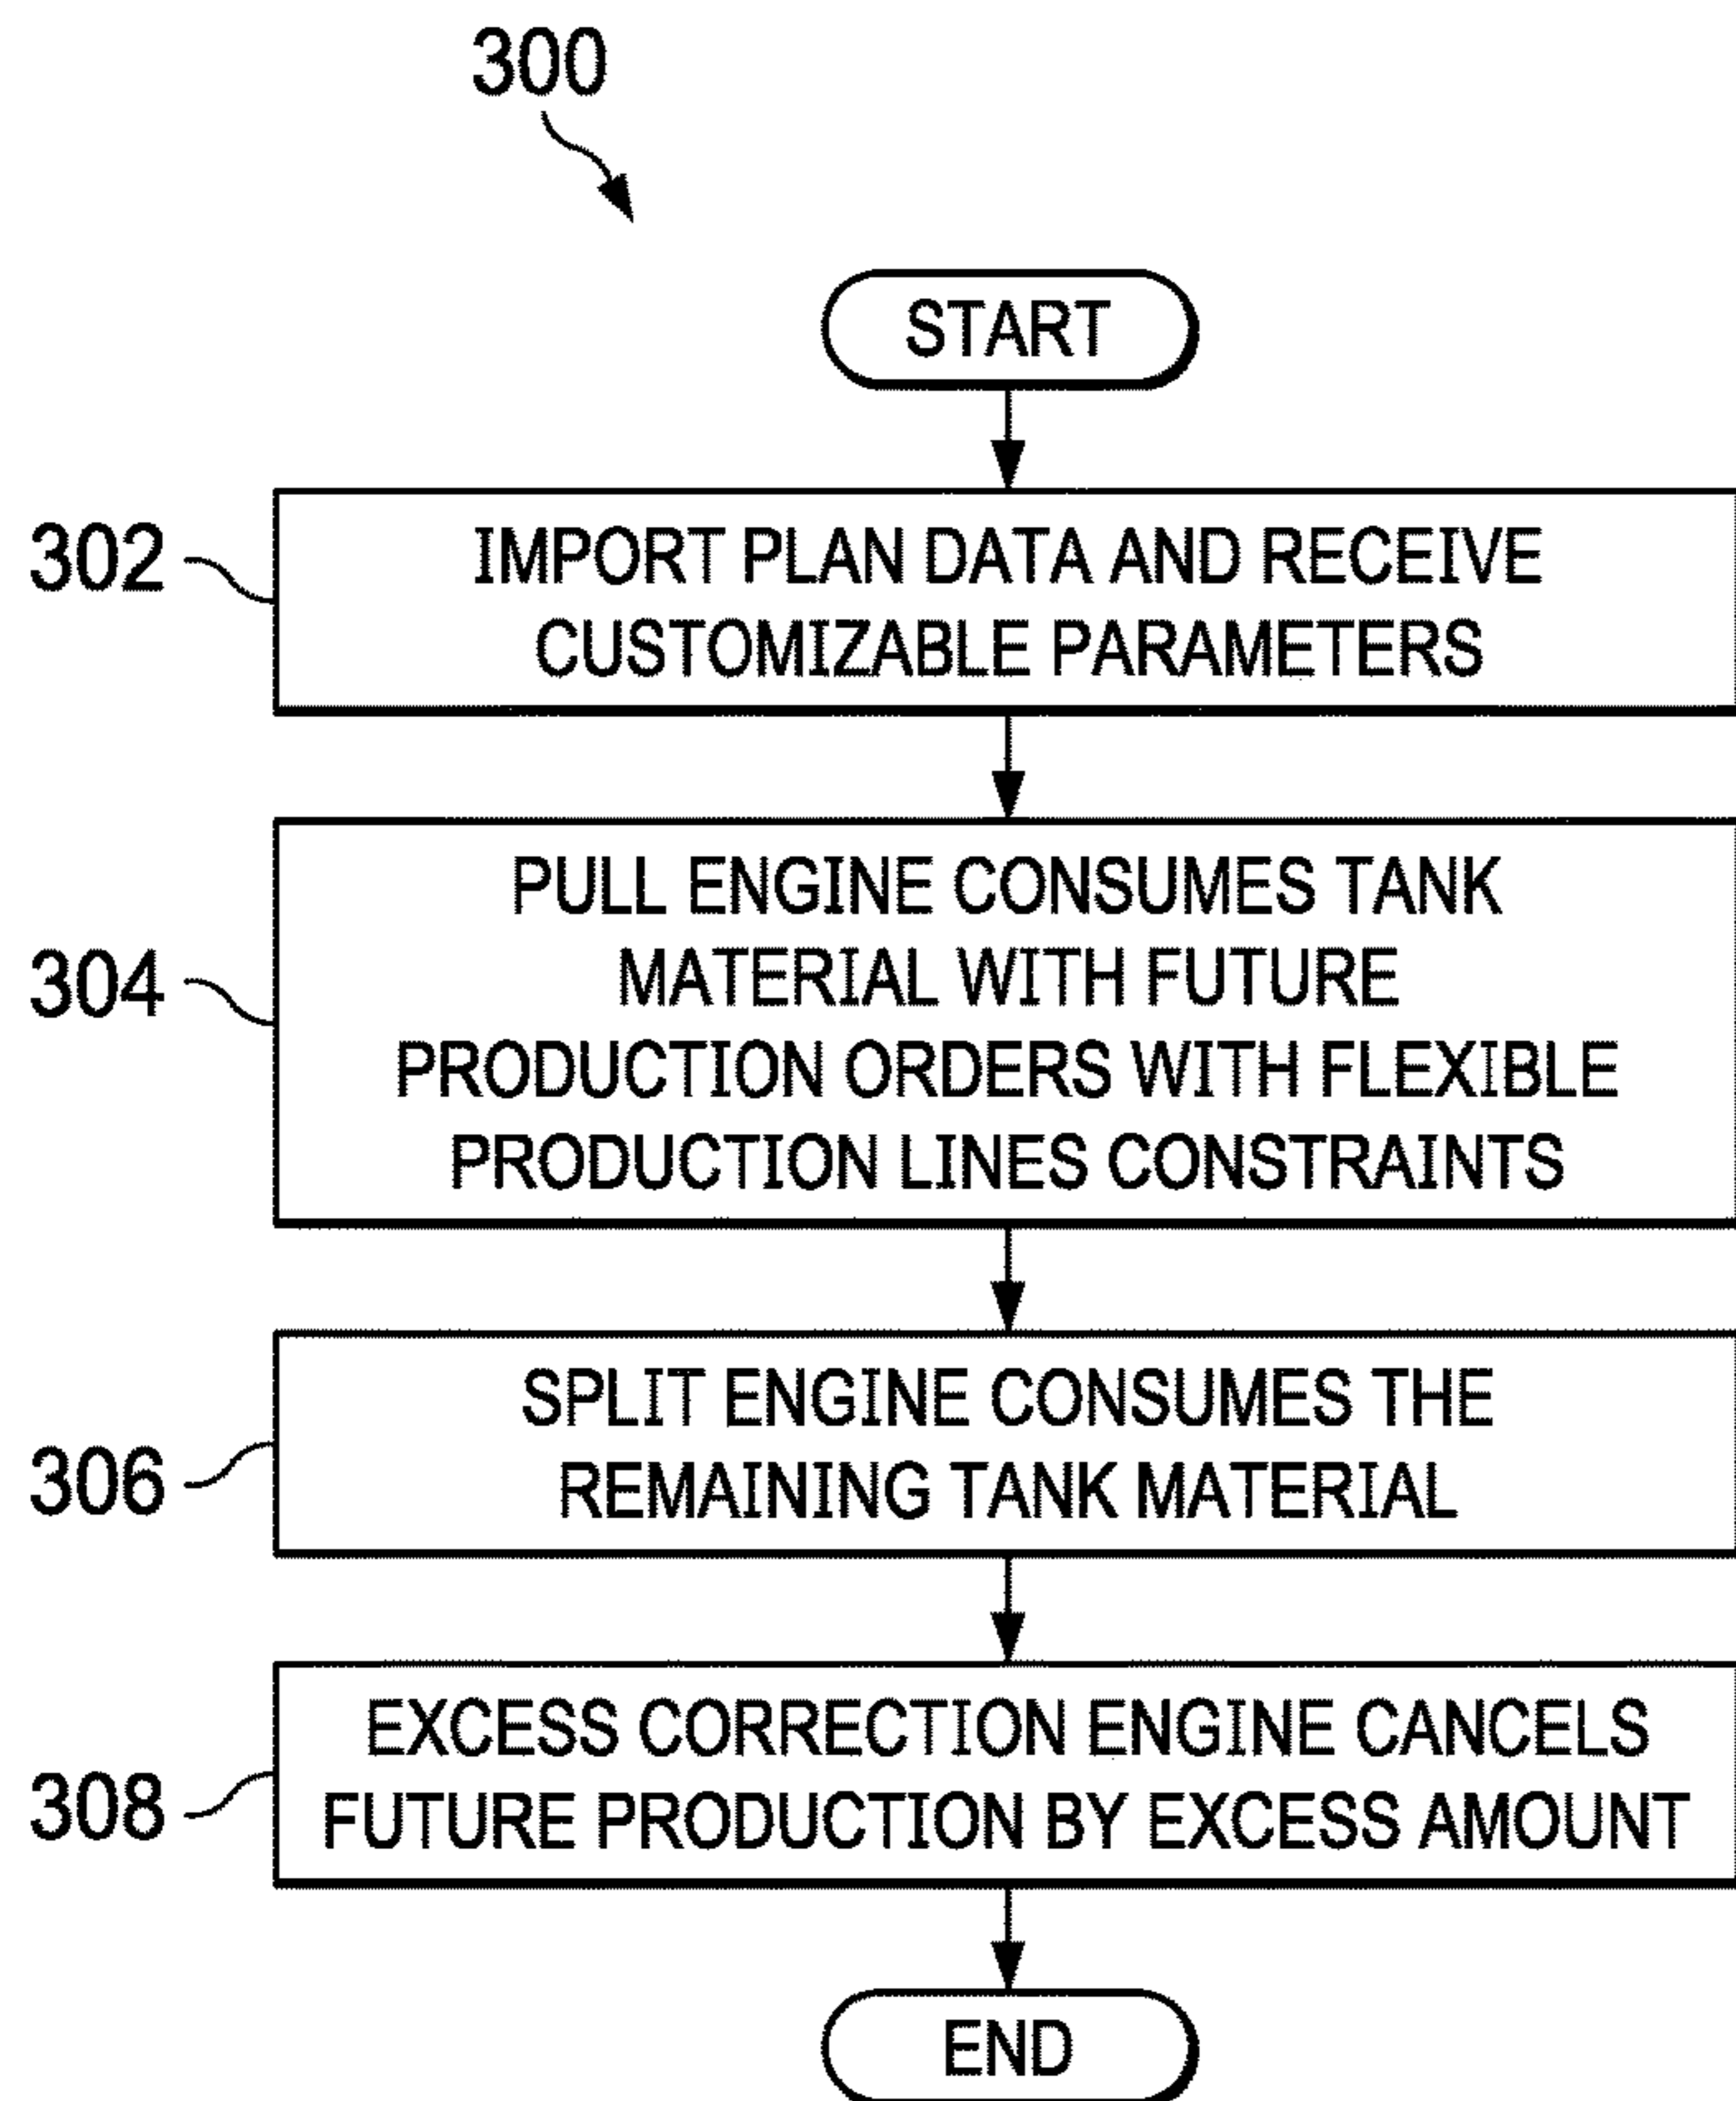 300
START
302
IMPORT PLAN DATA AND RECEIVE
CUSTOMIZABLE PARAMETERS
304
PULL ENGINE CONSUMES TANK
MATERIAL WITH FUTURE
PRODUCTION ORDERS WITH FLEXIBLE
PRODUCTION LINES CONSTRAINTS
306
SPLIT ENGINE CONSUMES THE
REMAINING TANK MATERIAL
308
EXCESS CORRECTION ENGINE CANCELS
FUTURE PRODUCTION BY EXCESS AMOUNT
END